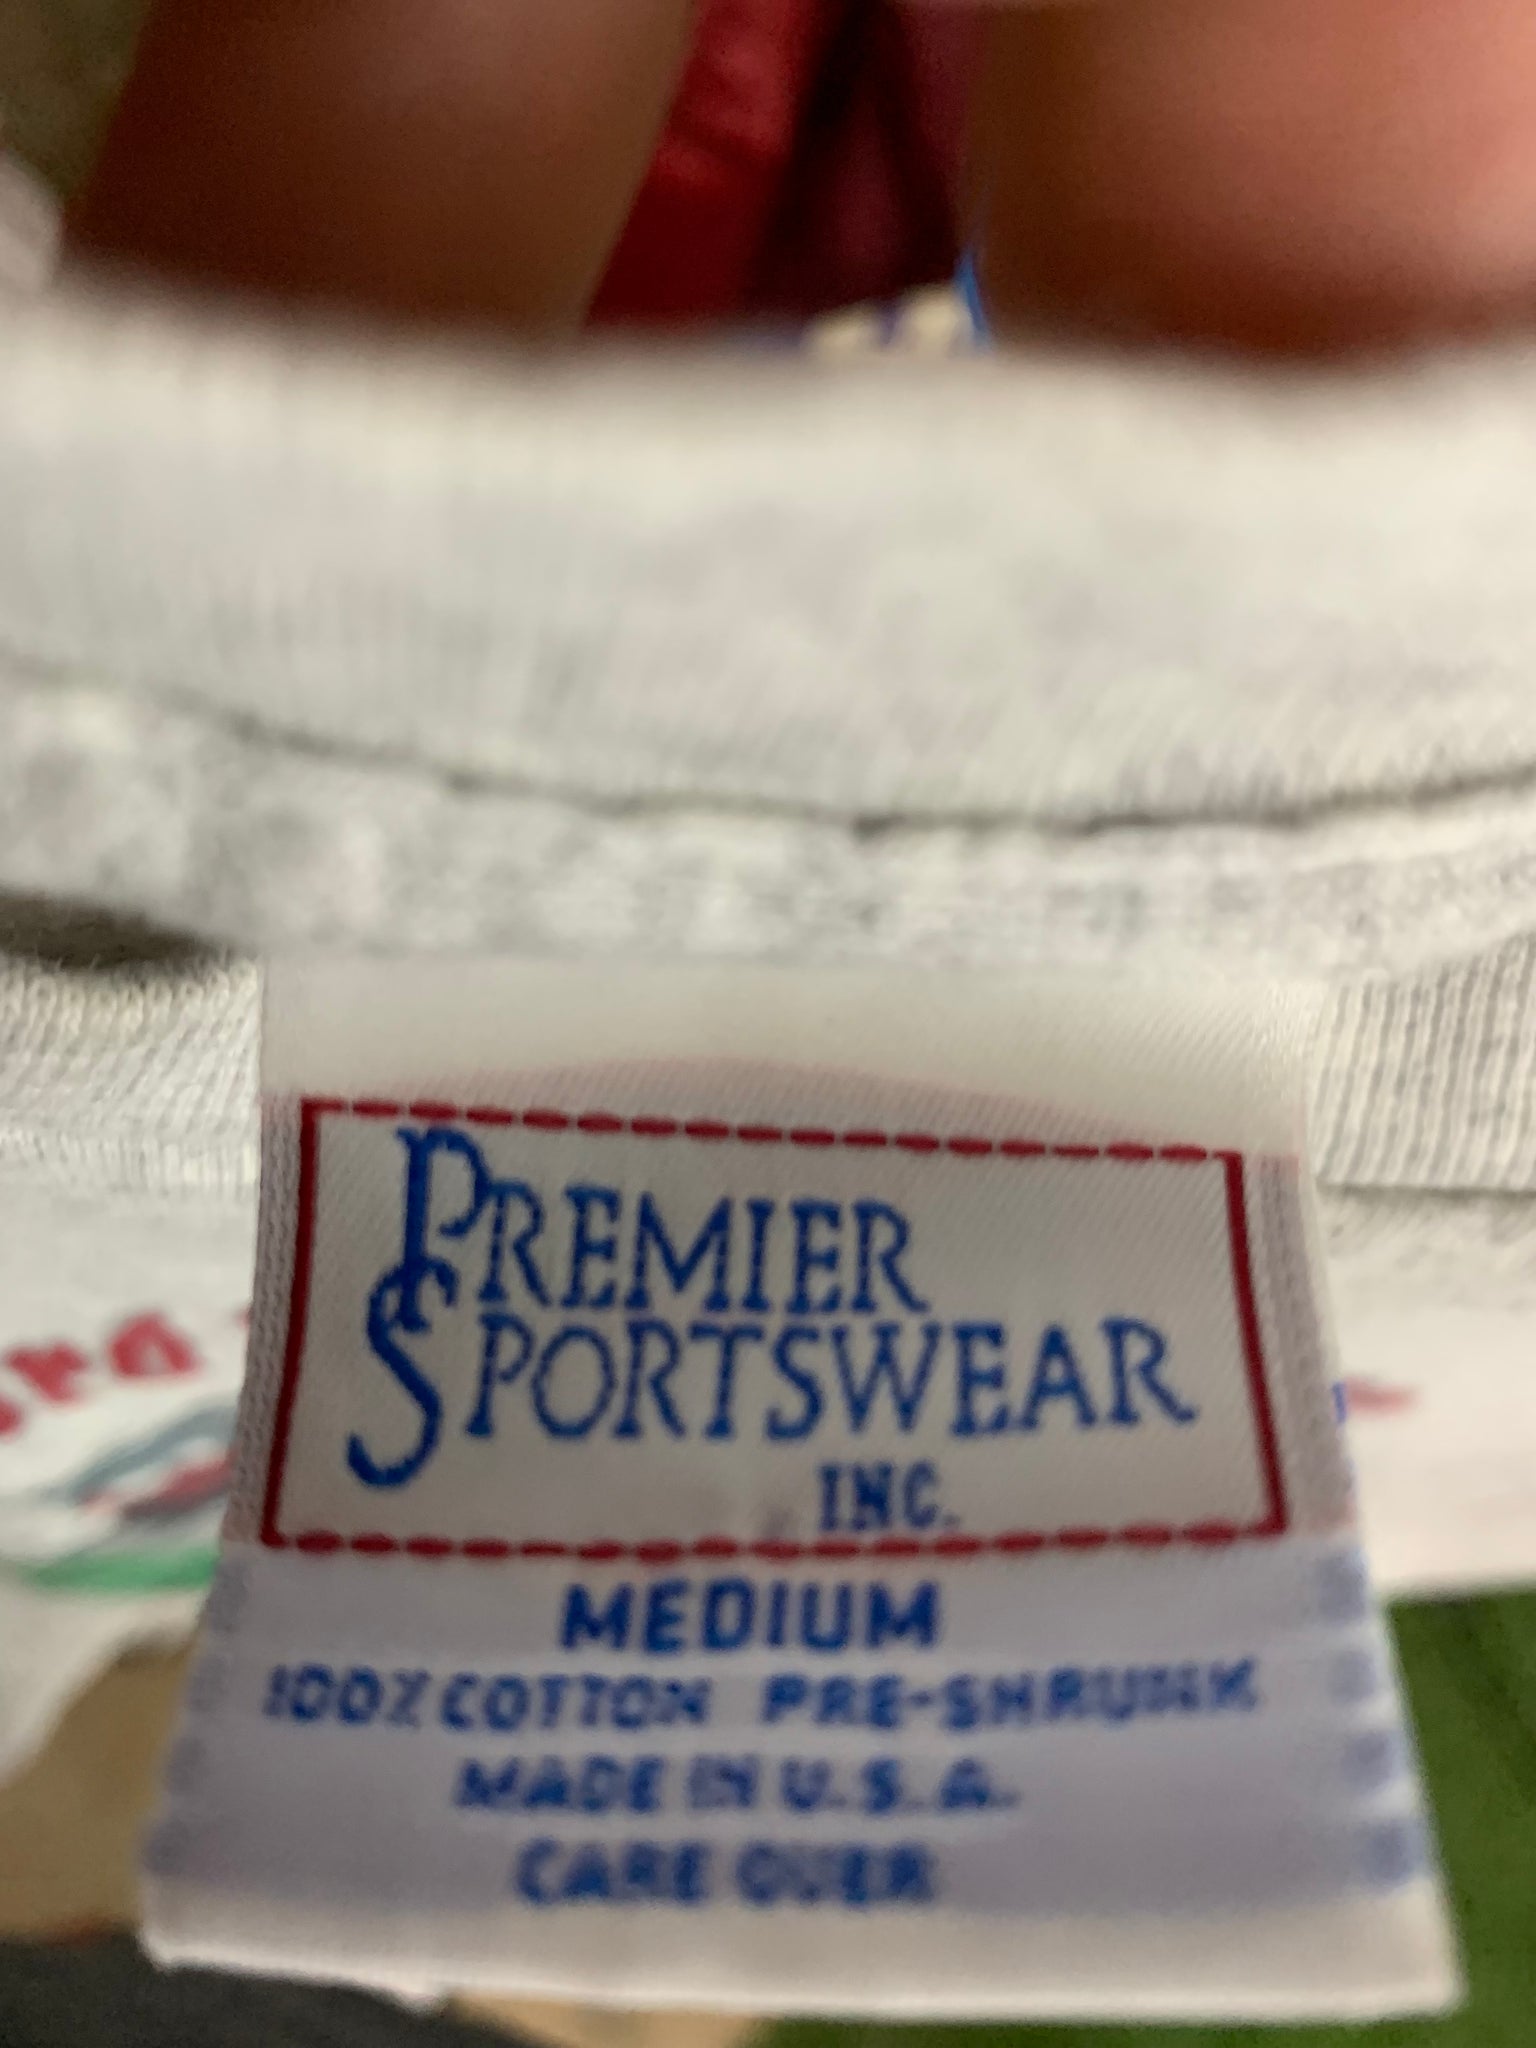 PREMIER
SPORTSWEAR
INC.
MEDIUM
100% COTTON PRE-SHRUNK
MADE IN U.S.A.
CARE OVER